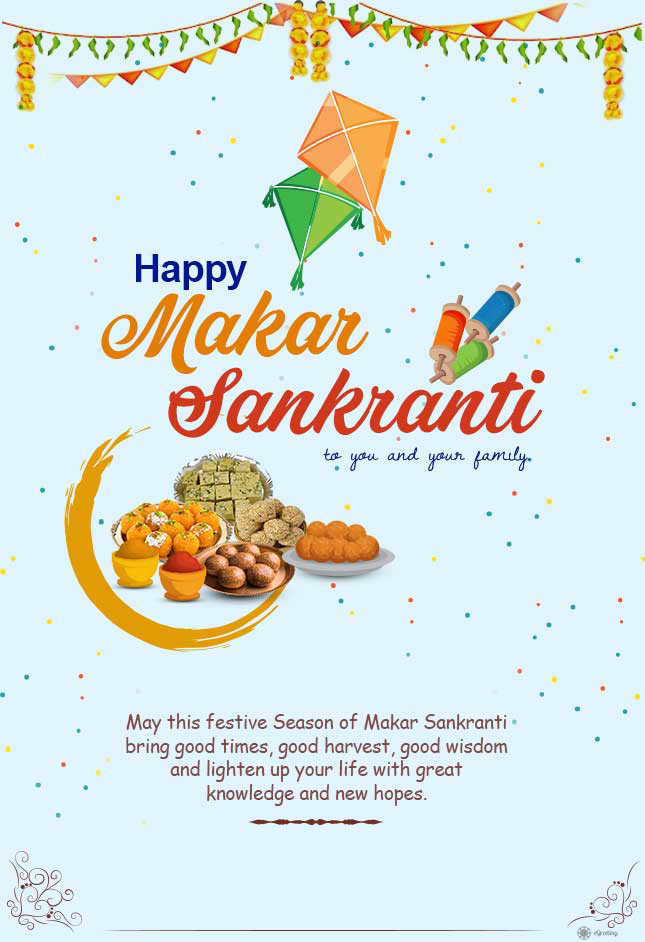 Happy
Makar
Sankranti
to you and your family
May this festive Season of Makar Sankranti
bring good times, good harvest, good wisdom
and lighten up your life with great
knowledge and new hopes.
eGreeting